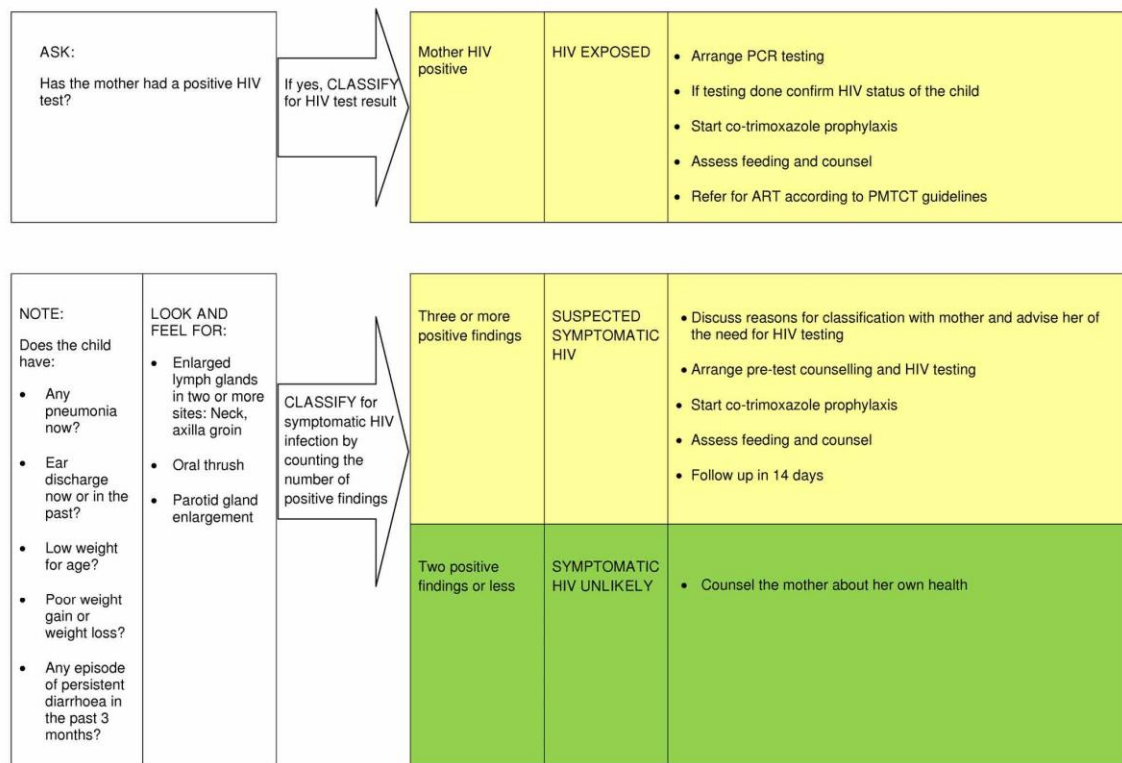 ASK:
Has the mother had a positive HIV
test?
If yes, CLASSIFY
for HIV test result
Mother HIV
positive
HIV EXPOSED
• Arrange PCR testing
• If testing done confirm HIV status of the child
• Start co-trimoxazole prophylaxis
• Assess feeding and counsel
• Refer for ART according to PMTCT guidelines
NOTE:
Does the child
have:
• Any
pneumonia
now?
• Ear
discharge
now or in the
past?
• Low weight
for age?
• Poor weight
gain or
weight loss?
• Any episode
of persistent
diarrhoea in
the past 3
months?
LOOK AND
FEEL FOR:
• Enlarged
lymph glands
in two or more
sites: Neck,
axilla groin
• Oral thrush
• Parotid gland
enlargement
CLASSIFY for
symptomatic HIV
infection by
counting the
number of
positive findings
Three or more
positive findings
SUSPECTED
SYMPTOMATIC
HIV
• Discuss reasons for classification with mother and advise her of
the need for HIV testing
• Arrange pre-test counselling and HIV testing
• Start co-trimoxazole prophylaxis
• Assess feeding and counsel
• Follow up in 14 days
Two positive
findings or less
SYMPTOMATIC
HIV UNLIKELY
• Counsel the mother about her own health